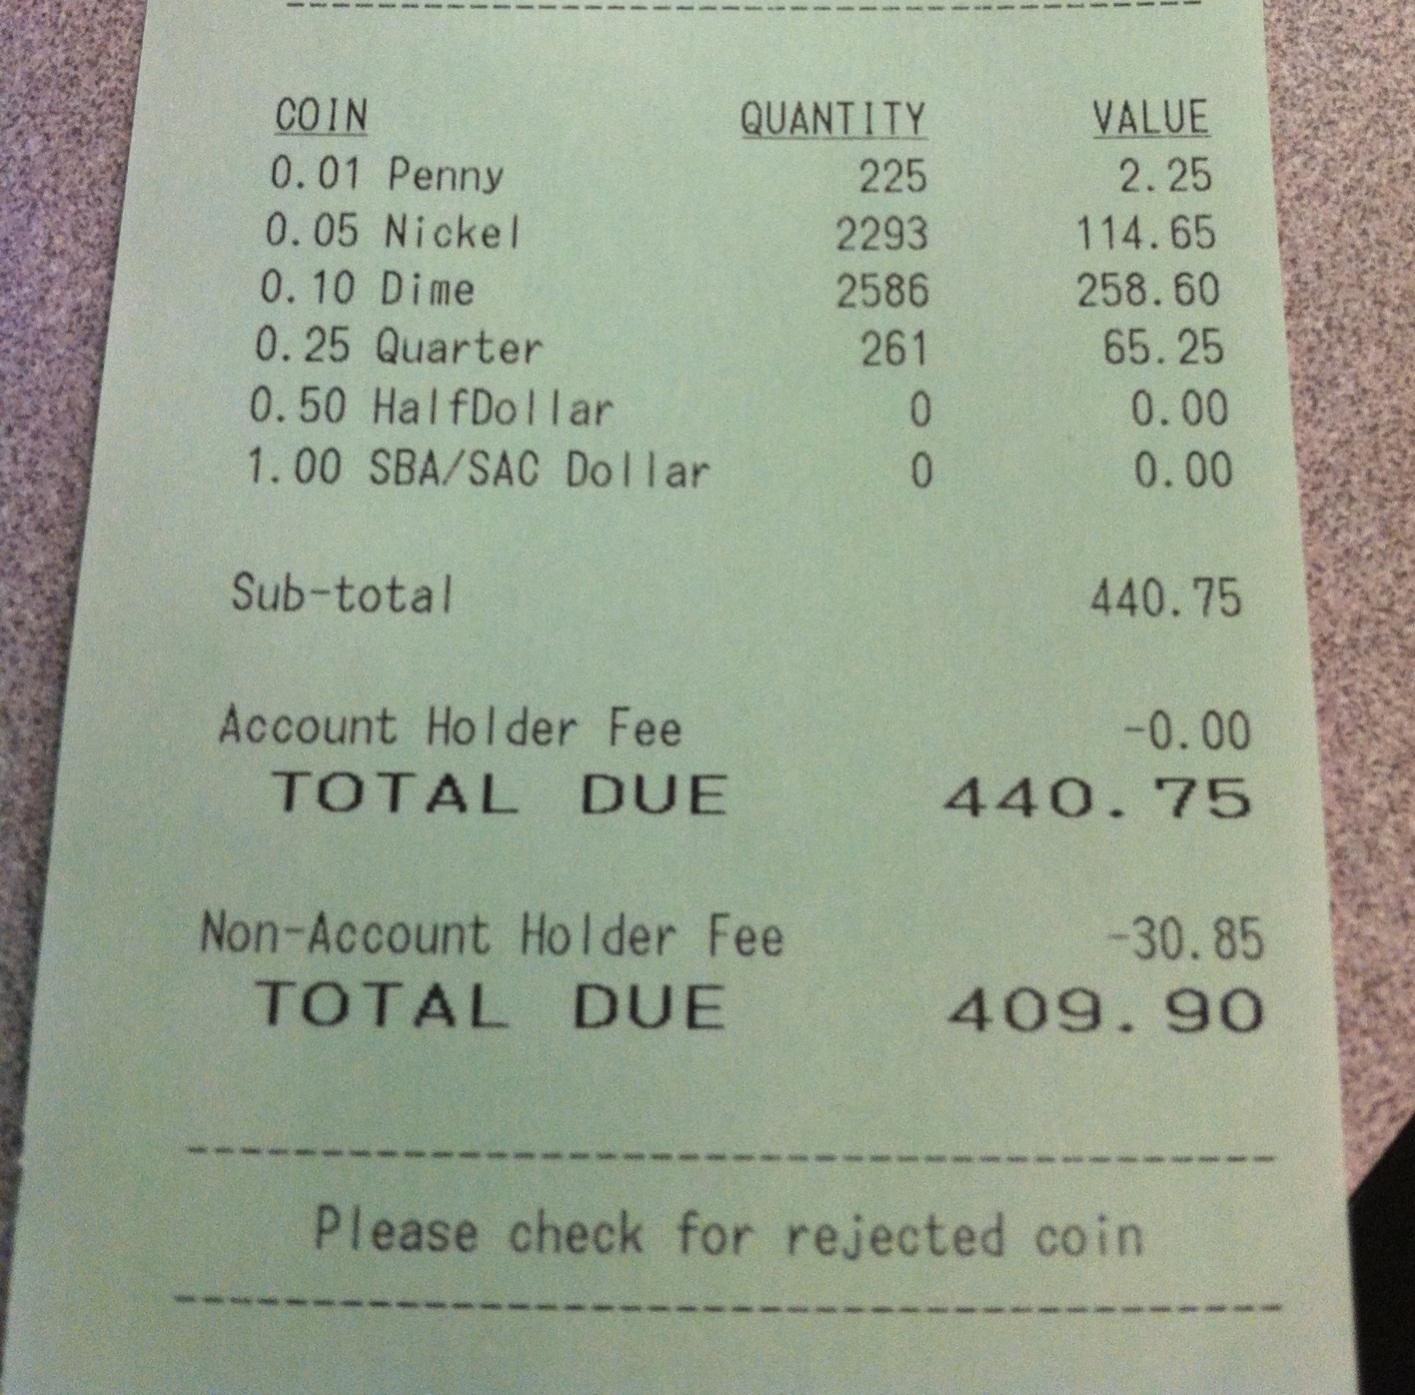 COIN QUANTITY VALUE
0.01 Penny 225 2.25
0.05 Nickel 2293 114.65
0.10 Dime 2586 258.60
0.25 Quarter 261 65.25
0.50 HalfDollar 0 0.00
1.00 SBA/SAC Dollar 0 0.00
Sub-total 440.75
Account Holder Fee -0.00
TOTAL DUE 440.75
Non-Account Holder Fee -30.85
TOTAL DUE 409.90
Please check for rejected coin